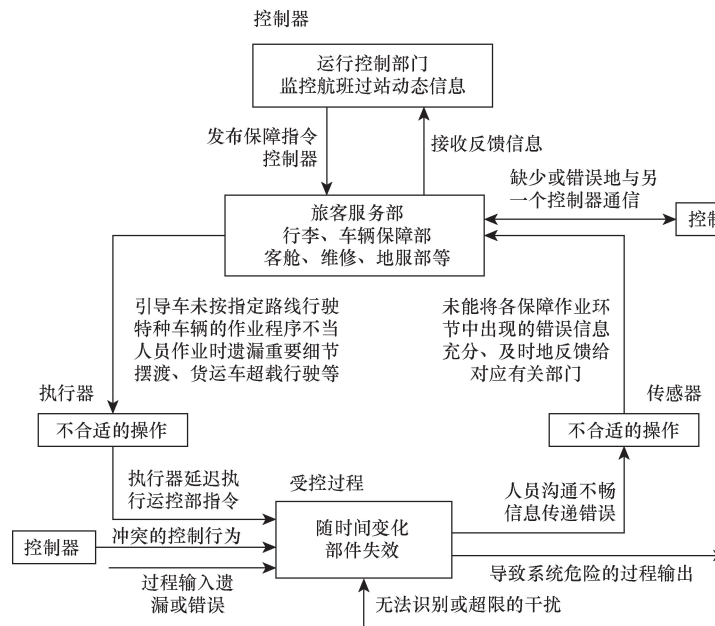 控制器
运行控制部门
监控航班过站动态信息
发布保障指令
控制器
接收反馈信息
缺少或错误地与另
一个控制器通信
旅客服务部
行李、车辆保障部
客舱、维修、地服部等
控制
引导车未按指定路线行驶
特种车辆的作业程序不当
人员作业时遗漏重要细节
摆渡、货运车超载行驶等
未能将各保障作业环
节中出现的错误信息
充分、及时地反馈给
对应有关部门
执行器
不合适的操作
传感器
不合适的操作
执行器延迟执
行运控部指令
受控过程
随时间变化
部件失效
人员沟通不畅
信息传递错误
控制器
冲突的控制行为
过程输入遗
漏或错误
导致系统危险的过程输出
无法识别或超限的干扰